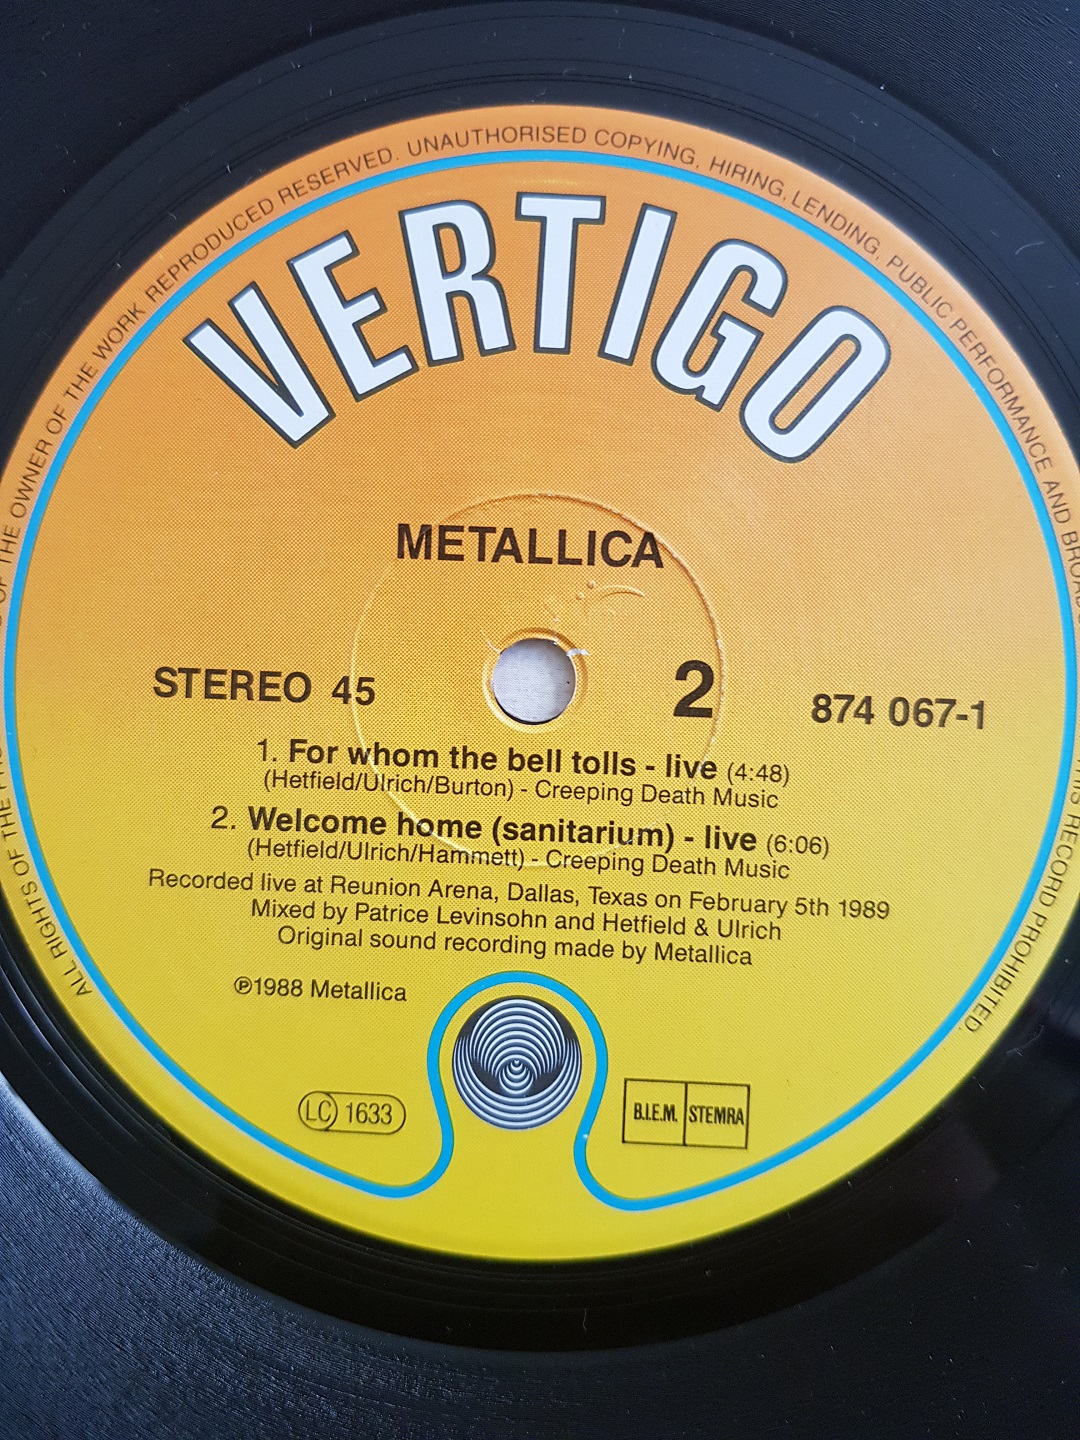 ALL RIGHTS OF THE OF THE OWNER OF THE WORK REPRODUCED RESERVED. UNAUTHORISED COPYING, HIRING, LENDING, PUBLIC PERFORMANCE AND THIS RECORD PROHIBITED.
VERTIGO
METALLICA
STEREO 45
2
874 067-1
1. For whom the bell tolls - live (4:48)
(Hetfield/Ulrich/Burton) - Creeping Death Music
2. Welcome home (sanitarium) - live (6:06)
(Hetfield/Ulrich/Hammett) - Creeping Death Music
Recorded live at Reunion Arena, Dallas, Texas on February 5th 1989
Mixed by Patrice Levinsohn and Hetfield & Ulrich
Original sound recording made by Metallica
℗1988 Metallica
LC 1633
B.I.E.M. STEMRA